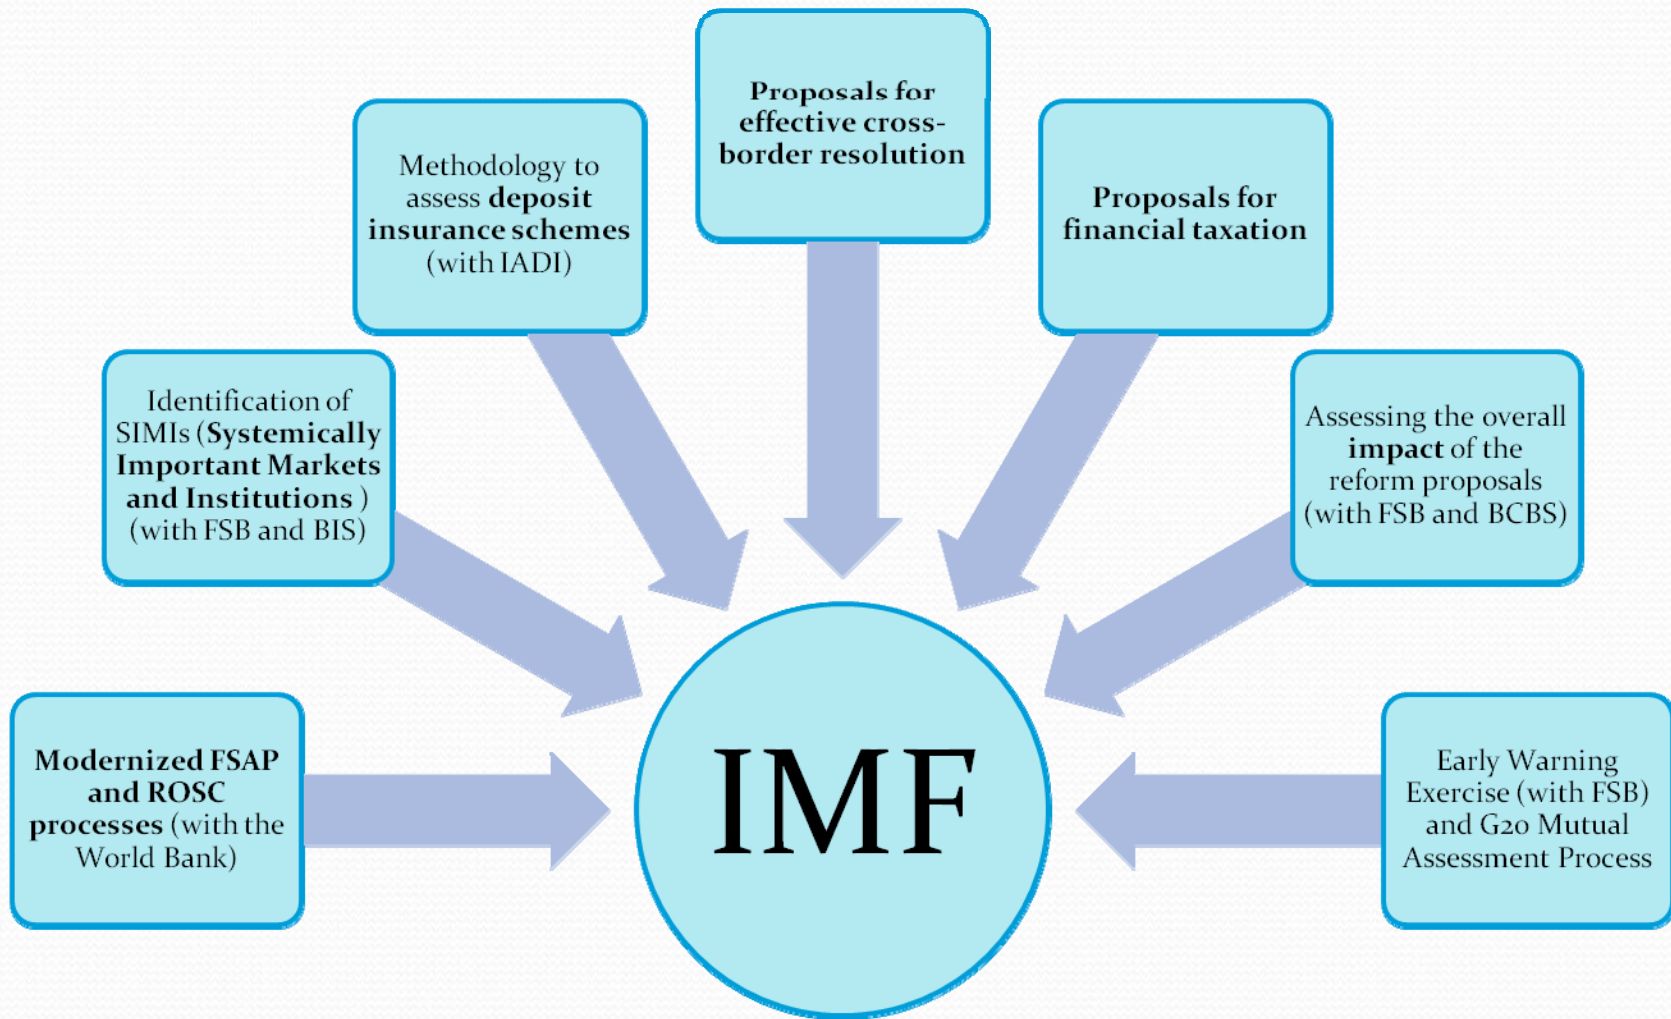 Proposals for
effective cross-
border resolution
Methodology to
assess deposit
insurance schemes
(with IADI)
Proposals for
financial taxation
Identification of
SIMIs (Systemically
Important Markets
and Institutions )
(with FSB and BIS)
Assessing the overall
impact of the
reform proposals
(with FSB and BCBS)
Modernized FSAP
and ROSC
processes (with the
World Bank)
IMF
Early Warning
Exercise (with FSB)
and G20 Mutual
Assessment Process